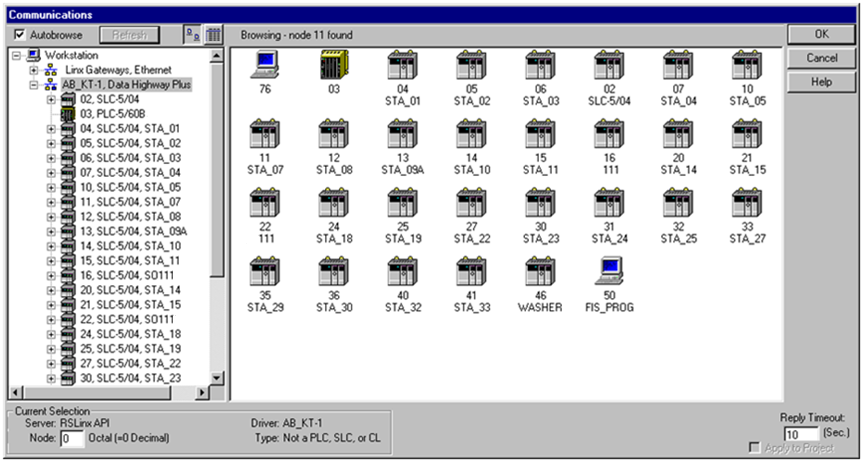 Communications
Autobrowse
Refresh
Browsing - node 11 found
OK
Cancel
Help
Workstation
Linx Gateways, Ethernet
AB_KT-1, Data Highway Plus
02, SLC-5/04
03, PLC-5/60B
04, SLC-5/04, STA_01
05, SLC-5/04, STA_02
06, SLC-5/04, STA_03
07, SLC-5/04, STA_04
10, SLC-5/04, STA_05
11, SLC-5/04, STA_07
12, SLC-5/04, STA_08
13, SLC-5/04, STA_09A
14, SLC-5/04, STA_10
15, SLC-5/04, STA_11
16, SLC-5/04, SO111
20, SLC-5/04, STA_14
21, SLC-5/04, STA_15
22, SLC-5/04, SO111
24, SLC-5/04, STA_18
25, SLC-5/04, STA_19
27, SLC-5/04, STA_22
30, SLC-5/04, STA_23
76 03 04 05 06 02 07 10
STA_01 STA_02 STA_03 SLC-5/04 STA_04 STA_05
11 12 13 14 15 16 20 21
STA_07 STA_08 STA_09A STA_10 STA_11 111 STA_14 STA_15
22 24 25 27 30 31 32 33
111 STA_18 STA_19 STA_22 STA_23 STA_24 STA_25 STA_27
35 36 40 41 46 50
STA_29 STA_30 STA_32 STA_33 WASHER FIS_PROG
Current Selection
Server: RSLinx API Driver: AB_KT-1
Node: 0 Octal (=0 Decimal) Type: Not a PLC, SLC, or CL
Reply Timeout:
10 (Sec.)
Apply to Project